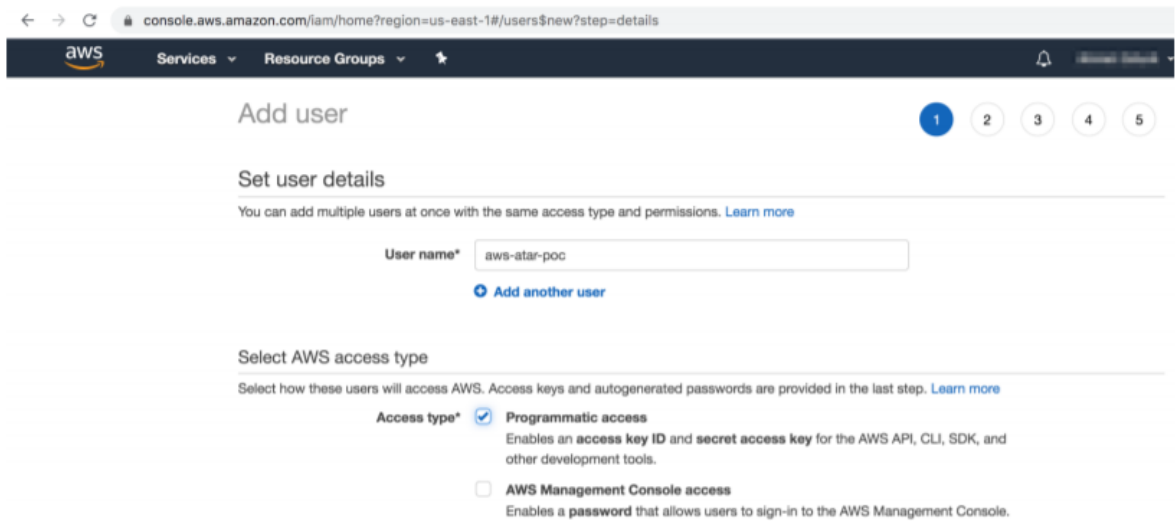 console.aws.amazon.com/iam/home?region=us-east-1#/users$new?step=details
aws Services Resource Groups
Add user 1 2 3 4 5
Set user details
You can add multiple users at once with the same access type and permissions. Learn more
User name* aws-atar-poc
Add another user
Select AWS access type
Select how these users will access AWS. Access keys and autogenerated passwords are provided in the last step. Learn more
Access type* Programmatic access
Enables an access key ID and secret access key for the AWS API, CLI, SDK, and
other development tools.
AWS Management Console access
Enables a password that allows users to sign-in to the AWS Management Console.